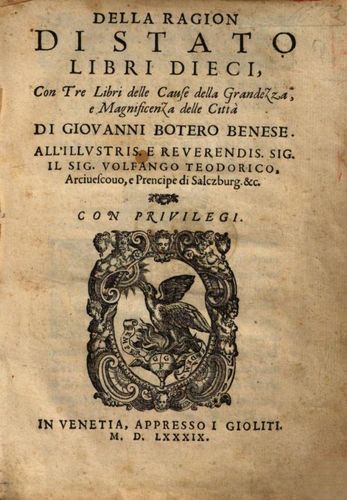 DELLA RAGION
DI STATO
LIBRI DIECI,
Con Tre Libri delle Cause della Grandezza,
e Magnificenza delle Città
DI GIOVANNI BOTERO BENESE.
ALL'ILLVSTRIS. E REVERENDIS. SIG.
IL SIG. VOLFANGO TEODORICO,
Arciuescouo, e Prencipe di Salczburg. &c.
CON PRIVILEGI.
IN VENETIA, APPRESSO I GIOLITI.
M. D. LXXXIX.